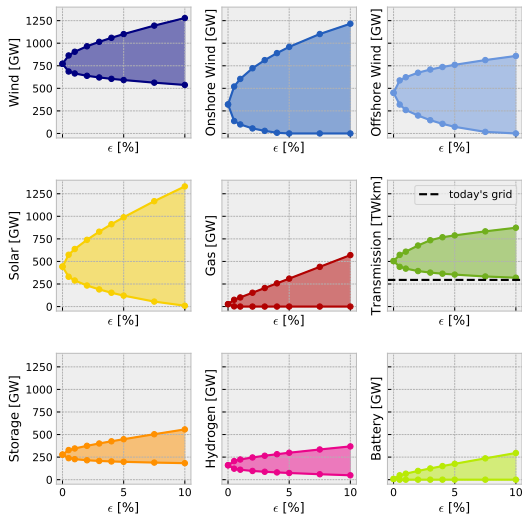 Wind [GW]
1250
1000
750
500
250
0
ϵ [%]
Onshore Wind [GW]
ϵ [%]
Offshore Wind [GW]
ϵ [%]
Solar [GW]
1250
1000
750
500
250
0
ϵ [%]
Gas [GW]
ϵ [%]
Transmission [TWkm]
today's grid
ϵ [%]
Storage [GW]
1250
1000
750
500
250
0
0 5 10
ϵ [%]
Hydrogen [GW]
0 5 10
ϵ [%]
Battery [GW]
0 5 10
ϵ [%]